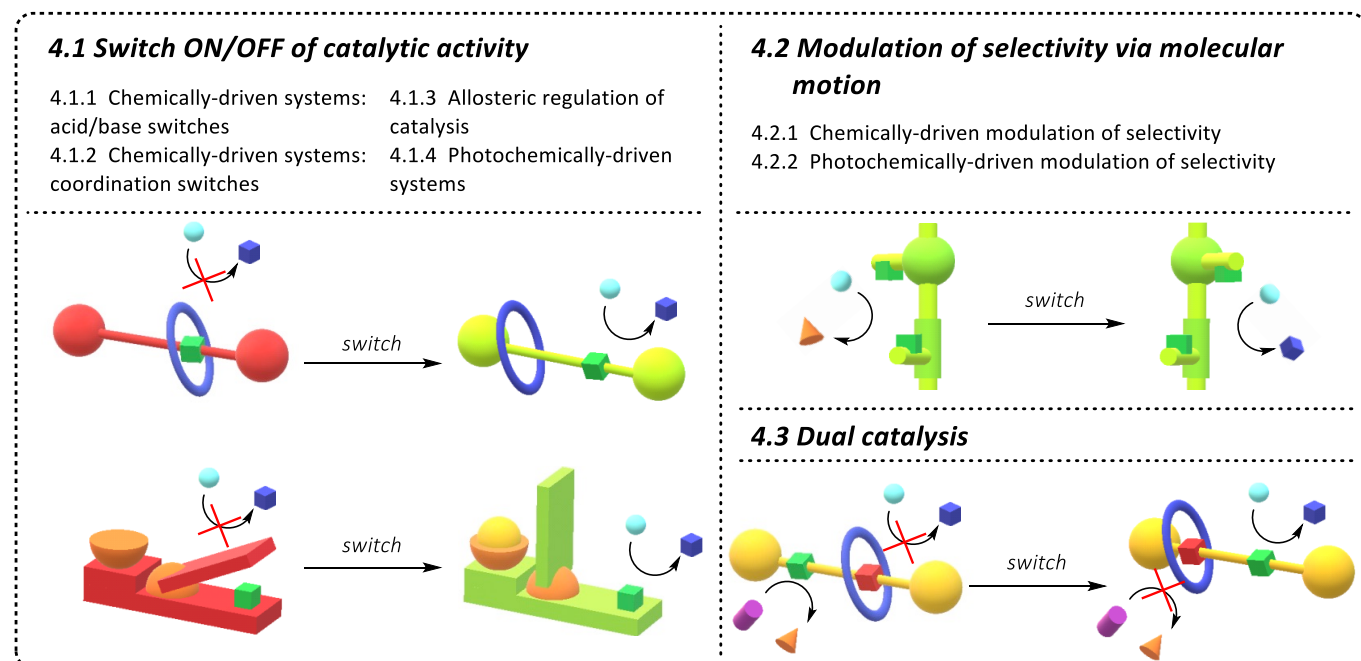 4.1 Switch ON/OFF of catalytic activity
4.1.1 Chemically-driven systems:
acid/base switches
4.1.2 Chemically-driven systems:
coordination switches
4.1.3 Allosteric regulation of
catalysis
4.1.4 Photochemically-driven
systems
switch
switch
4.2 Modulation of selectivity via molecular
motion
4.2.1 Chemically-driven modulation of selectivity
4.2.2 Photochemically-driven modulation of selectivity
switch
4.3 Dual catalysis
switch